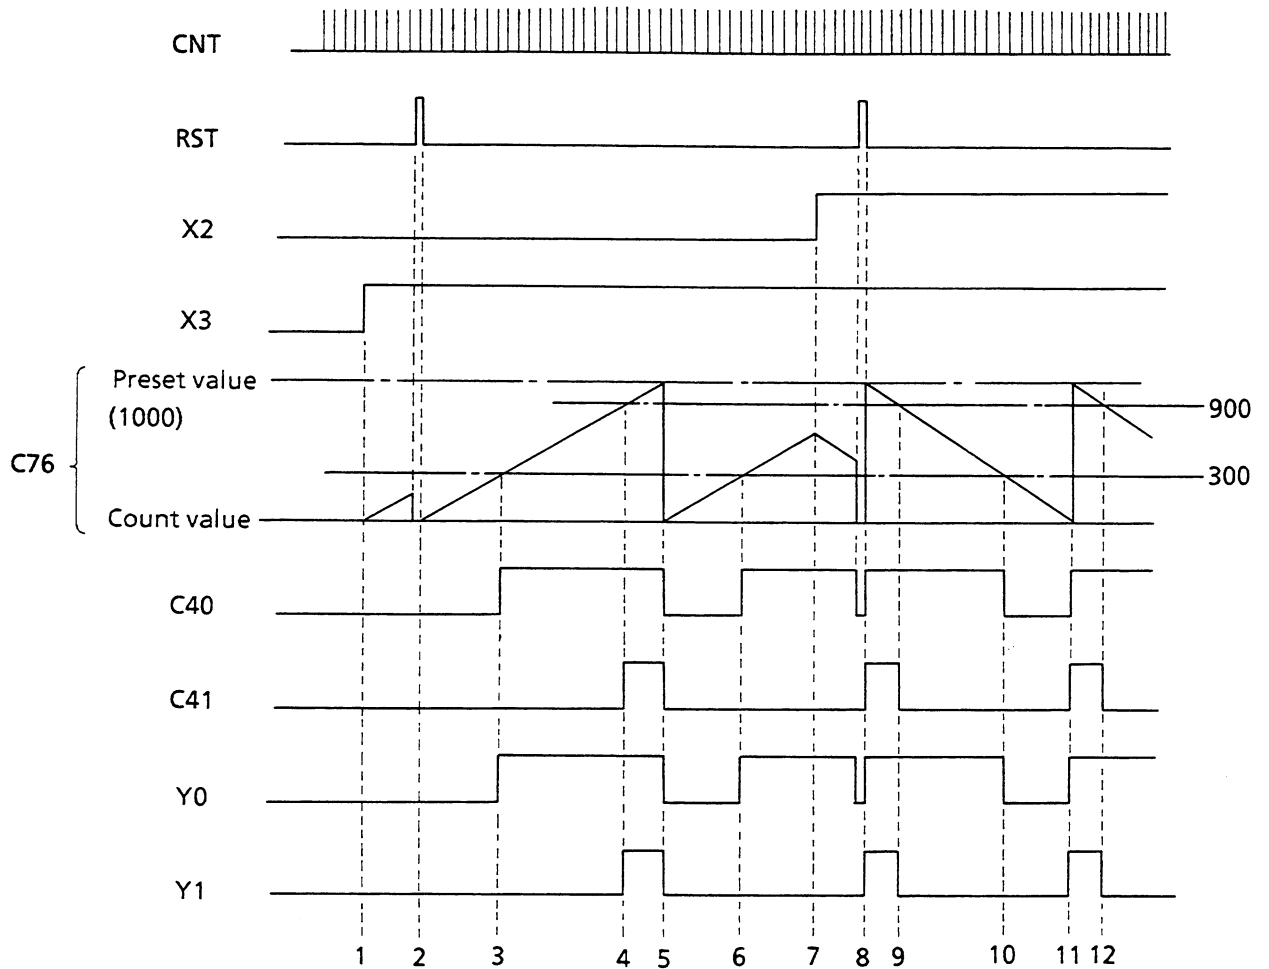 CNT
RST
X2
X3
Preset value
(1000)
900
C76
300
Count value
C40
C41
Y0
Y1
1 2 3 4 5 6 7 8 9 10 11 12